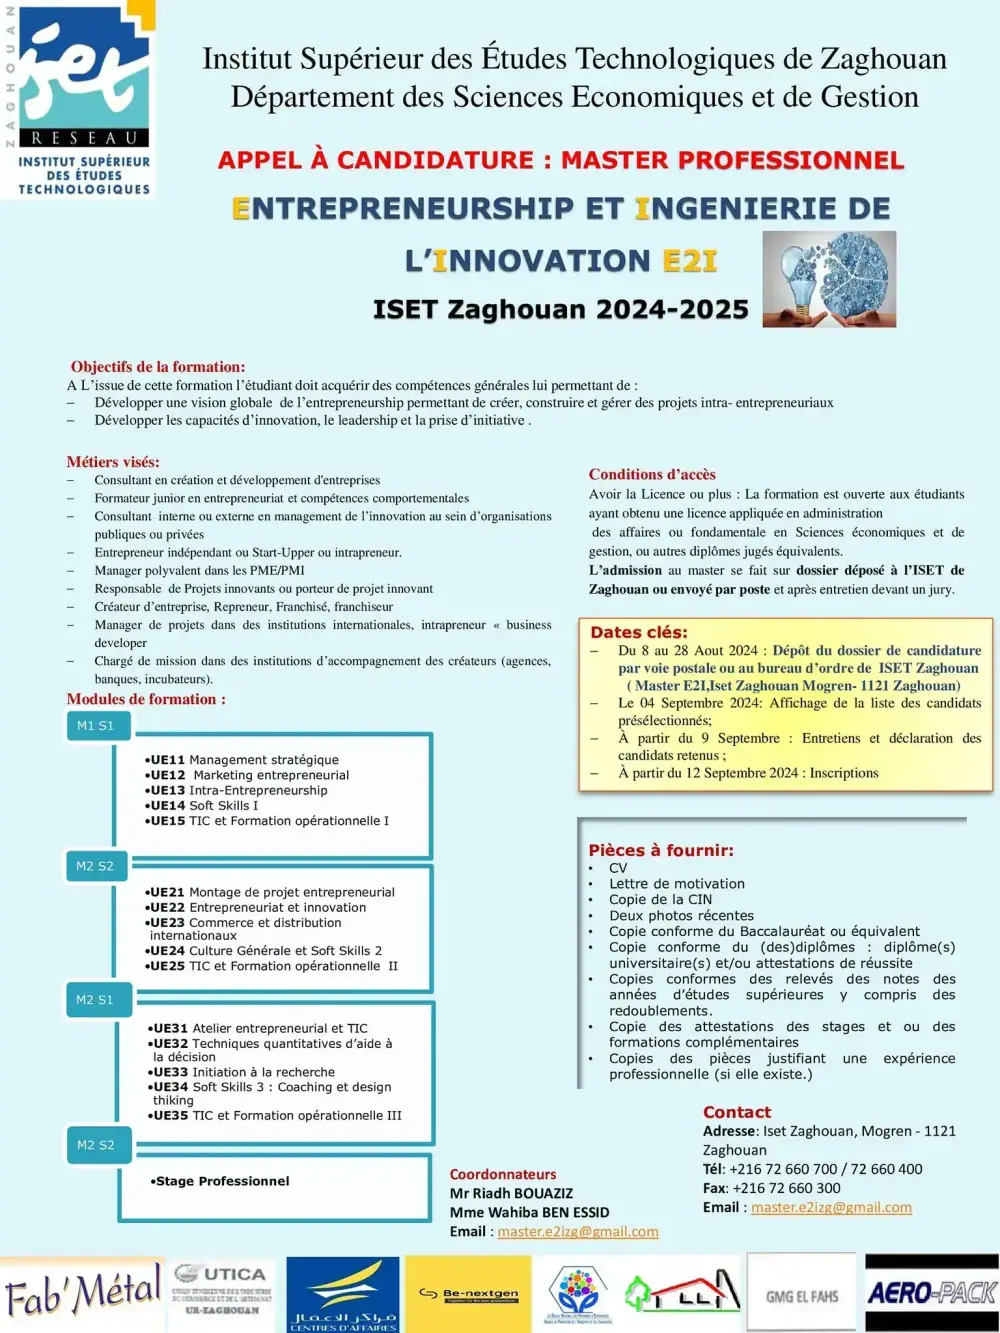 ZAGHOUAN
iset
RESEAU
INSTITUT SUPÉRIEUR
DES ÉTUDES
TECHNOLOGIQUES
Institut Supérieur des Études Technologiques de Zaghouan
Département des Sciences Economiques et de Gestion
APPEL À CANDIDATURE : MASTER PROFESSIONNEL
ENTREPRENEURSHIP ET INGENIERIE DE
L’INNOVATION E2I
ISET Zaghouan 2024-2025
Objectifs de la formation:
A L’issue de cette formation l’étudiant doit acquérir des compétences générales lui permettant de :
– Développer une vision globale de l’entrepreneurship permettant de créer, construire et gérer des projets intra- entrepreneuriaux
– Développer les capacités d’innovation, le leadership et la prise d’initiative .
Métiers visés:
– Consultant en création et développement d'entreprises
– Formateur junior en entrepreneuriat et compétences comportementales
– Consultant interne ou externe en management de l’innovation au sein d’organisations
publiques ou privées
– Entrepreneur indépendant ou Start-Upper ou intrapreneur.
– Manager polyvalent dans les PME/PMI
– Responsable de Projets innovants ou porteur de projet innovant
– Créateur d’entreprise, Repreneur, Franchisé, franchiseur
– Manager de projets dans des institutions internationales, intrapreneur « business
developer
– Chargé de mission dans des institutions d’accompagnement des créateurs (agences,
banques, incubateurs).
Modules de formation :
M1 S1
•UE11 Management stratégique
•UE12 Marketing entrepreneurial
•UE13 Intra-Entrepreneurship
•UE14 Soft Skills I
•UE15 TIC et Formation opérationnelle I
M2 S2
•UE21 Montage de projet entrepreneurial
•UE22 Entrepreneuriat et innovation
•UE23 Commerce et distribution
internationaux
•UE24 Culture Générale et Soft Skills 2
•UE25 TIC et Formation opérationnelle II
M2 S1
•UE31 Atelier entrepreneurial et TIC
•UE32 Techniques quantitatives d’aide à
la décision
•UE33 Initiation à la recherche
•UE34 Soft Skills 3 : Coaching et design
thiking
•UE35 TIC et Formation opérationnelle III
M2 S2
•Stage Professionnel
Conditions d’accès
Avoir la Licence ou plus : La formation est ouverte aux étudiants
ayant obtenu une licence appliquée en administration
des affaires ou fondamentale en Sciences économiques et de
gestion, ou autres diplômes jugés équivalents.
L’admission au master se fait sur dossier déposé à l’ISET de
Zaghouan ou envoyé par poste et après entretien devant un jury.
Dates clés:
– Du 8 au 28 Aout 2024 : Dépôt du dossier de candidature
par voie postale ou au bureau d’ordre de ISET Zaghouan
( Master E2I,Iset Zaghouan Mogren- 1121 Zaghouan)
– Le 04 Septembre 2024: Affichage de la liste des candidats
présélectionnés;
– À partir du 9 Septembre : Entretiens et déclaration des
candidats retenus ;
– À partir du 12 Septembre 2024 : Inscriptions
Pièces à fournir:
• CV
• Lettre de motivation
• Copie de la CIN
• Deux photos récentes
• Copie conforme du Baccalauréat ou équivalent
• Copie conforme du (des)diplômes : diplôme(s)
universitaire(s) et/ou attestations de réussite
• Copies conformes des relevés des notes des
années d’études supérieures y compris des
redoublements.
• Copie des attestations des stages et ou des
formations complémentaires
• Copies des pièces justifiant une expérience
professionnelle (si elle existe.)
Contact
Adresse: Iset Zaghouan, Mogren - 1121
Zaghouan
Tél: +216 72 660 700 / 72 660 400
Fax: +216 72 660 300
Email : master.e2izg@gmail.com
Coordonnateurs
Mr Riadh BOUAZIZ
Mme Wahiba BEN ESSID
Email : master.e2izg@gmail.com
Fab’Métal
UTICA
UR-ZAGHOUAN
مراكز الأعمال
CENTRES D’AFFAIRES
Be-nextgen
GMG EL FAHS
AERO-PACK